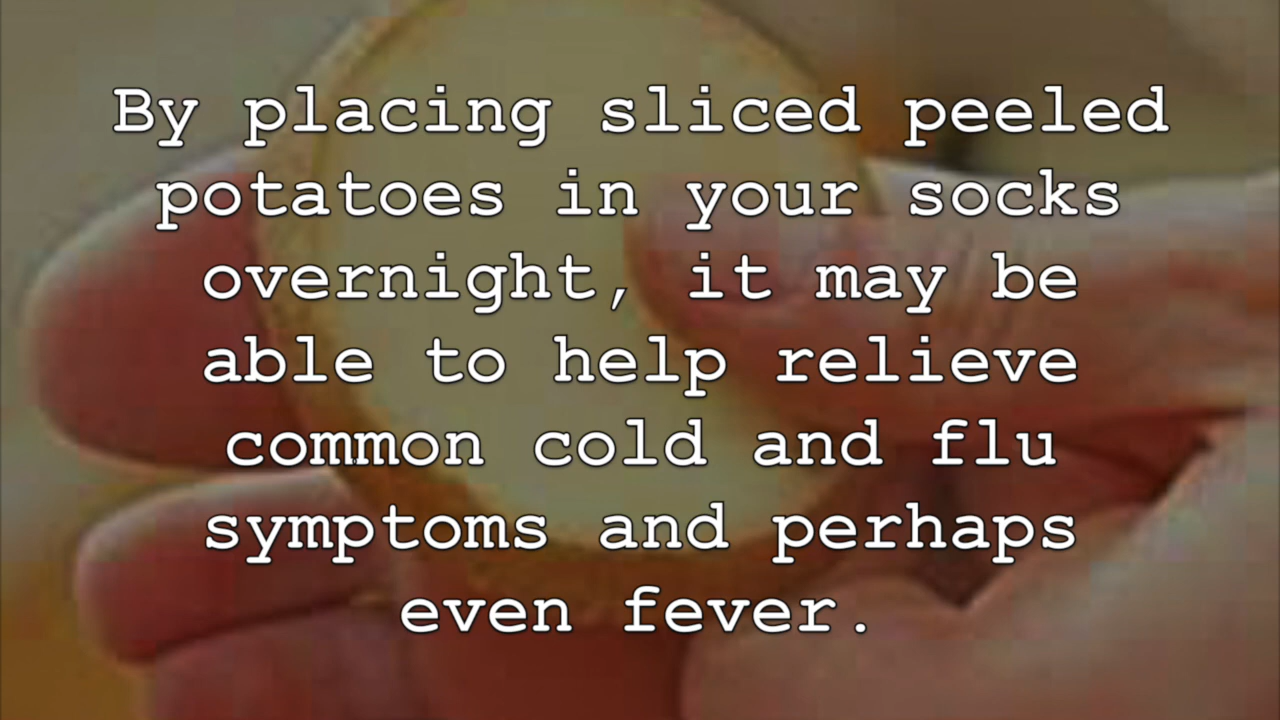 By placing sliced peeled
potatoes in your socks
overnight, it may be
able to help relieve
common cold and flu
symptoms and perhaps
even fever.